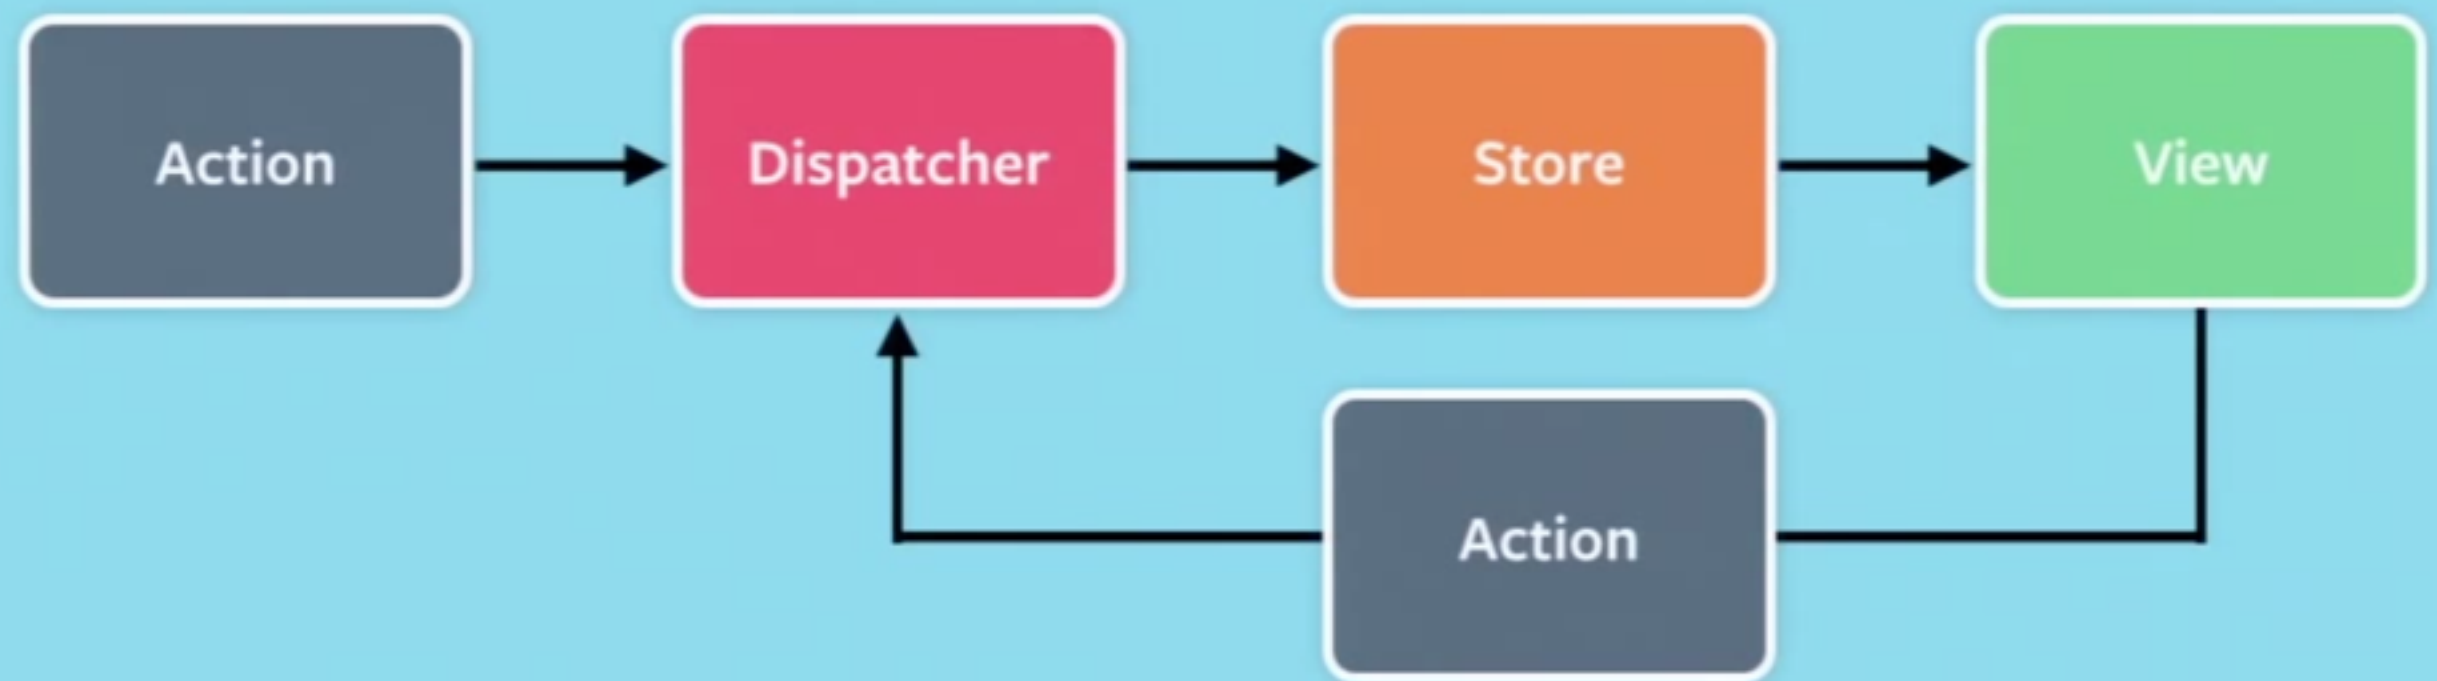 Action
Dispatcher
Store
View
Action